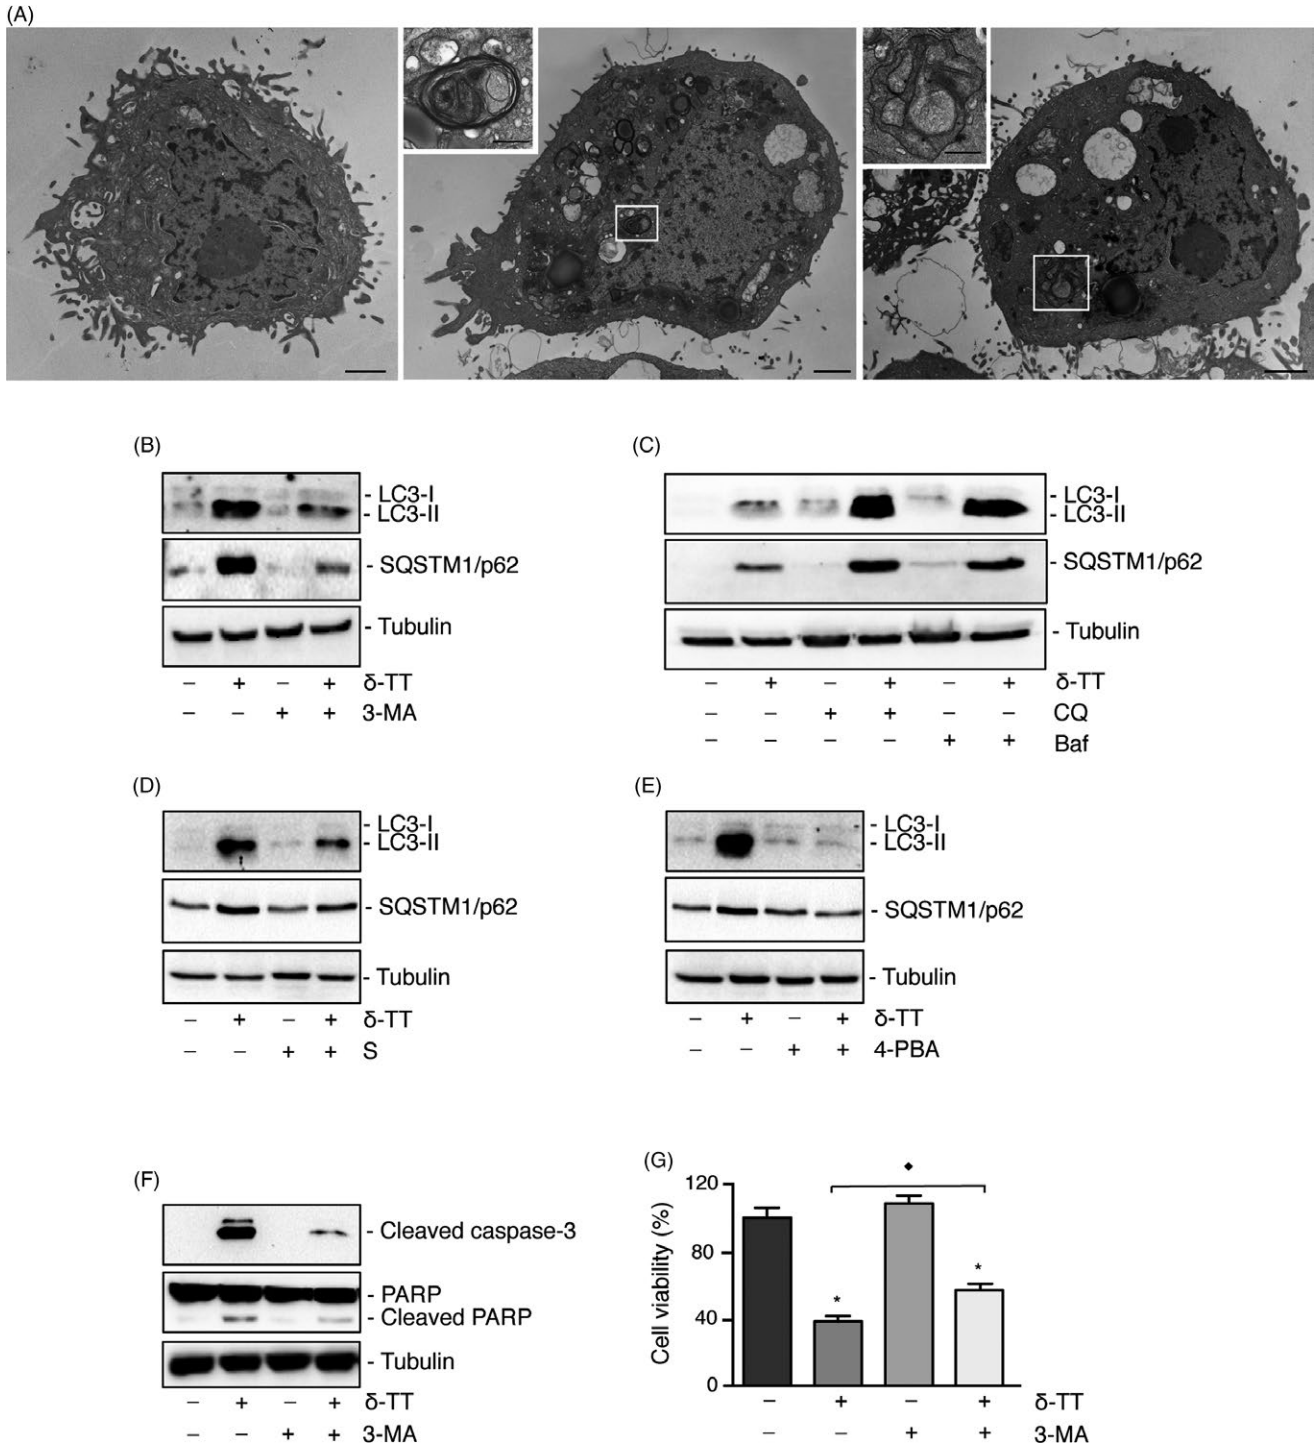 (A)
(B)
- LC3-I
- LC3-II
- SQSTM1/p62
- Tubulin
– + – + δ-TT
– – + + 3-MA
(C)
- LC3-I
- LC3-II
- SQSTM1/p62
- Tubulin
– + – + – + δ-TT
– – + + – – CQ
– – – – + + Baf
(D)
- LC3-I
- LC3-II
- SQSTM1/p62
- Tubulin
– + – + δ-TT
– – + + S
(E)
- LC3-I
- LC3-II
- SQSTM1/p62
- Tubulin
– + – + δ-TT
– – + + 4-PBA
(F)
- Cleaved caspase-3
- PARP
- Cleaved PARP
- Tubulin
– + – + δ-TT
– – + + 3-MA
(G)
Cell viability (%)
120
80
40
0
◆
*
*
– + – + δ-TT
– – + + 3-MA